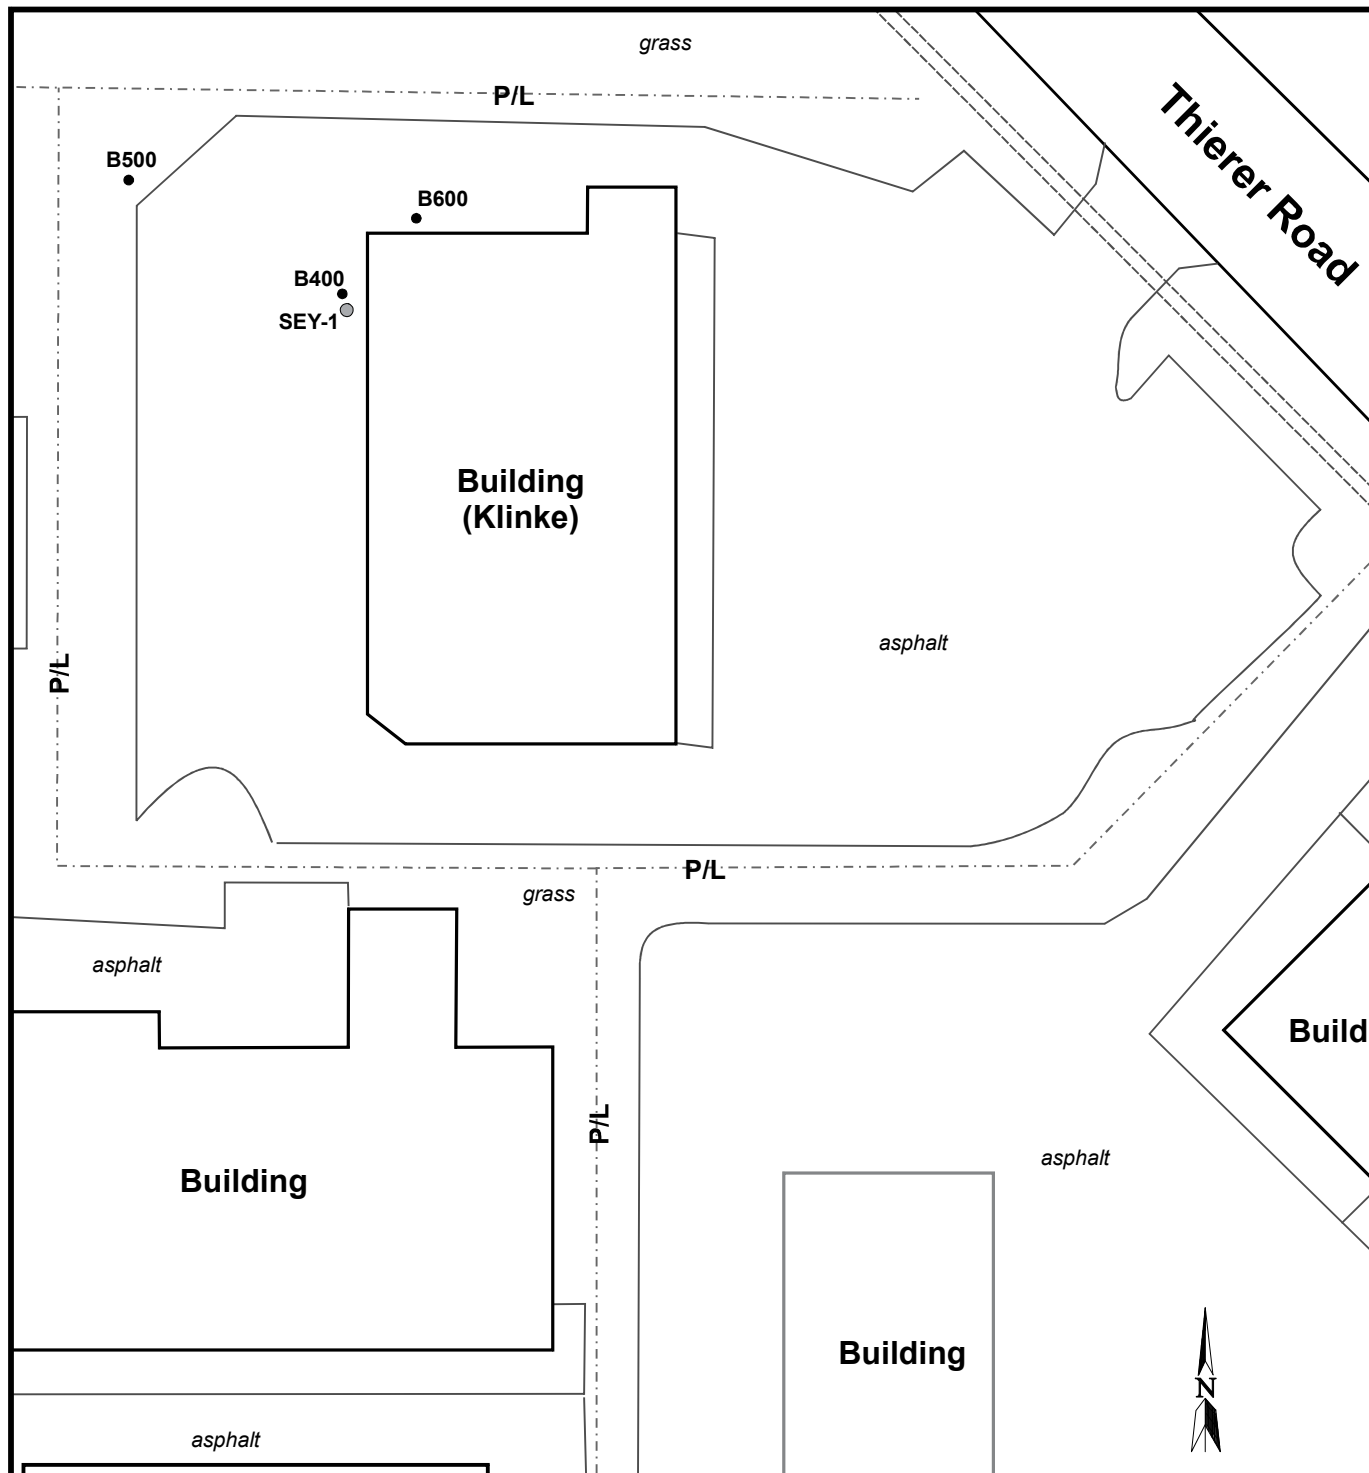 grass
P/L
Thierer Road
B500
B600
B400
SEY-1
Building
(Klinke)
asphalt
P/L
P/L
grass
asphalt
Build
P/L
asphalt
Building
Building
N
asphalt